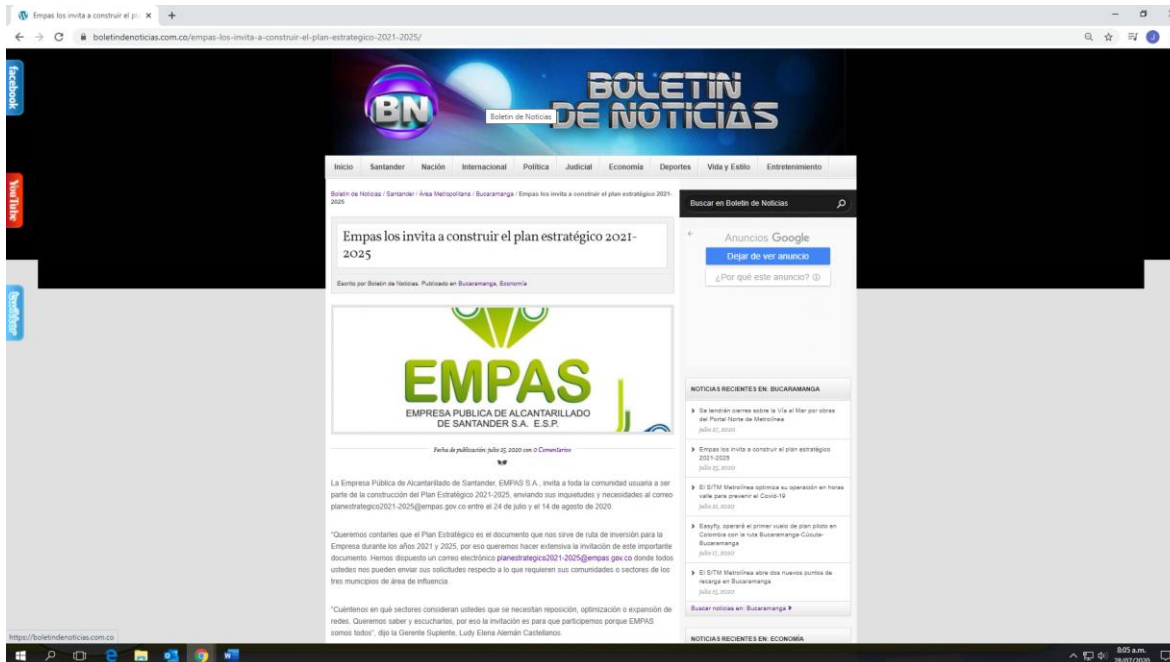 Empas los invita a construir el pl
boletindenoticias.com.co/empas-los-invita-a-construir-el-plan-estrategico-2021-2025/
facebook
YouTube
BN
BOLETIN
DE NOTICIAS
Boletin de Noticias
Inicio Santander Nación Internacional Política Judicial Economía Deportes Vida y Estilo Entretenimiento
Boletin de Noticias / Santander / Área Metropolitana / Bucaramanga / Empas los invita a construir el plan estratégico 2021-
2025
Empas los invita a construir el plan estratégico 2021-
2025
Escrito por Boletin de Noticias. Publicado en Bucaramanga, Economía
EMPAS
EMPRESA PUBLICA DE ALCANTARILLADO
DE SANTANDER S.A. E.S.P.
Fecha de publicación: julio 25, 2020 con 0 Comentarios
La Empresa Pública de Alcantarillado de Santander, EMPAS S.A., invita a toda la comunidad usuaria a ser
parte de la construcción del Plan Estratégico 2021-2025, enviando sus inquietudes y necesidades al correo
planestrategico2021-2025@empas.gov.co entre el 24 de julio y el 14 de agosto de 2020.
"Queremos contarles que el Plan Estratégico es el documento que nos sirve de ruta de inversión para la
Empresa durante los años 2021 y 2025, por eso queremos hacer extensiva la invitación de este importante
documento. Hemos dispuesto un correo electrónico planestrategico2021-2025@empas.gov.co donde todos
ustedes nos pueden enviar sus solicitudes respecto a lo que requieren sus comunidades o sectores de los
tres municipios de área de influencia.
"Cuéntenos en qué sectores consideran ustedes que se necesitan reposición, optimización o expansión de
redes. Queremos saber y escucharlos, por eso la invitación es para que participemos porque EMPAS
somos todos", dijo la Gerente Suplente, Ludy Elena Alemán Castellanos.
Buscar en Boletin de Noticias
Anuncios Google
Dejar de ver anuncio
¿Por qué este anuncio?
NOTICIAS RECIENTES EN: BUCARAMANGA
Se tendrán cierres sobre la Vía al Mar por obras
del Portal Norte de Metrolínea
julio 27, 2020
Empas los invita a construir el plan estratégico
2021-2025
julio 25, 2020
El SITM Metrolínea optimiza su operación en horas
valle para prevenir el Covid-19
Easyfly, operará el primer vuelo de plan piloto en
Colombia con la ruta Bucaramanga-Cúcuta-
Bucaramanga
julio 17, 2020
El SITM Metrolínea abre dos nuevos puntos de
recarga en Bucaramanga
julio 15, 2020
Buscar noticias en: Bucaramanga
NOTICIAS RECIENTES EN: ECONOMÍA
https://boletindenoticias.com.co
8:05 a.m.
28/07/2020